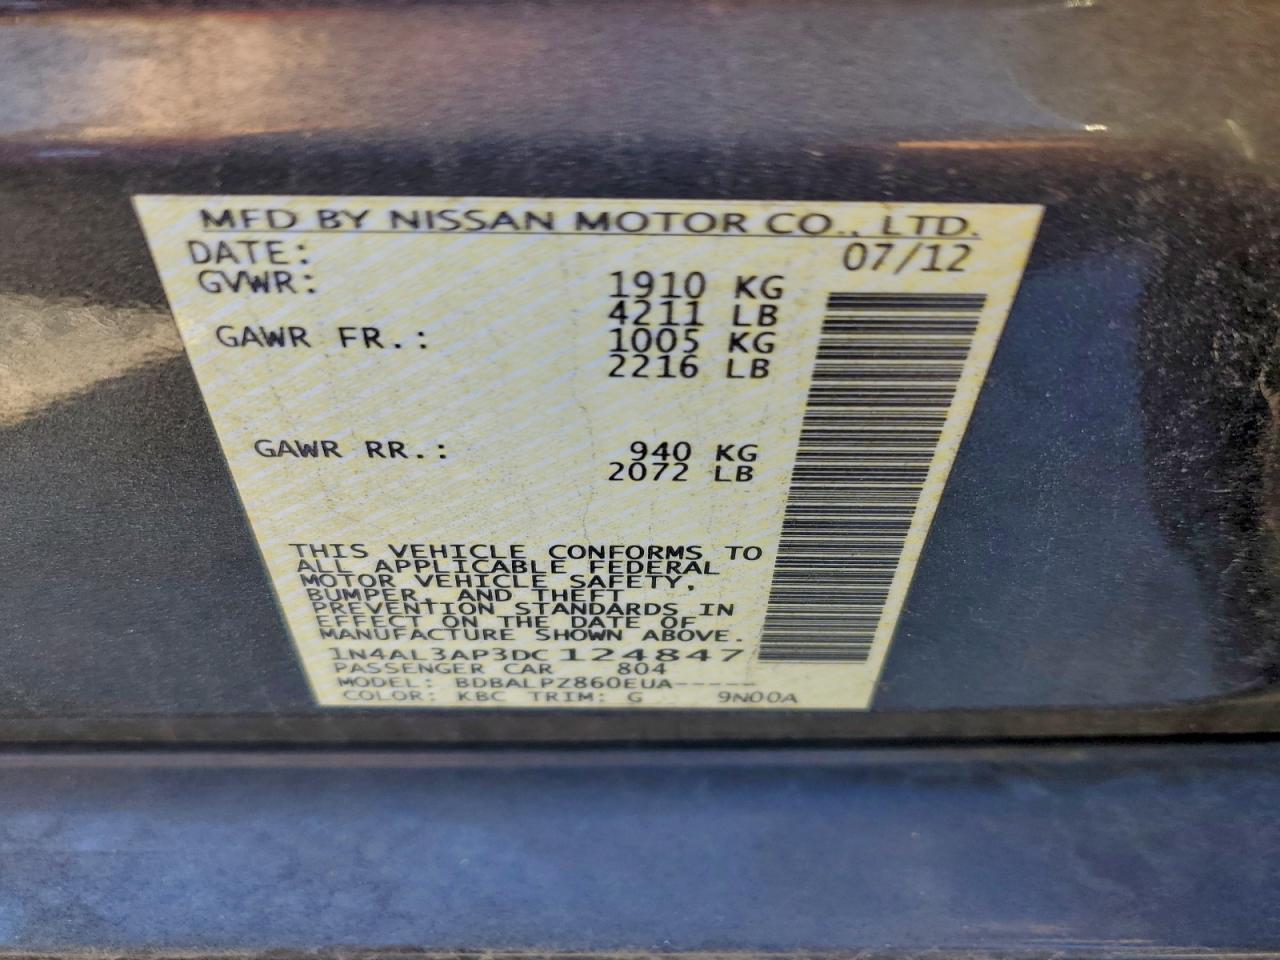 MFD BY NISSAN MOTOR CO., LTD.
DATE: 07/12
GVWR: 1910 KG
4211 LB
GAWR FR.: 1005 KG
2216 LB
GAWR RR.: 940 KG
2072 LB
THIS VEHICLE CONFORMS TO
ALL APPLICABLE FEDERAL
MOTOR VEHICLE SAFETY,
BUMPER, AND THEFT
PREVENTION STANDARDS IN
EFFECT ON THE DATE OF
MANUFACTURE SHOWN ABOVE.
1N4AL3AP3DC124847
PASSENGER CAR 804
MODEL: BDBALPZ860EUA-----
COLOR: KBC TRIM: G 9N00A